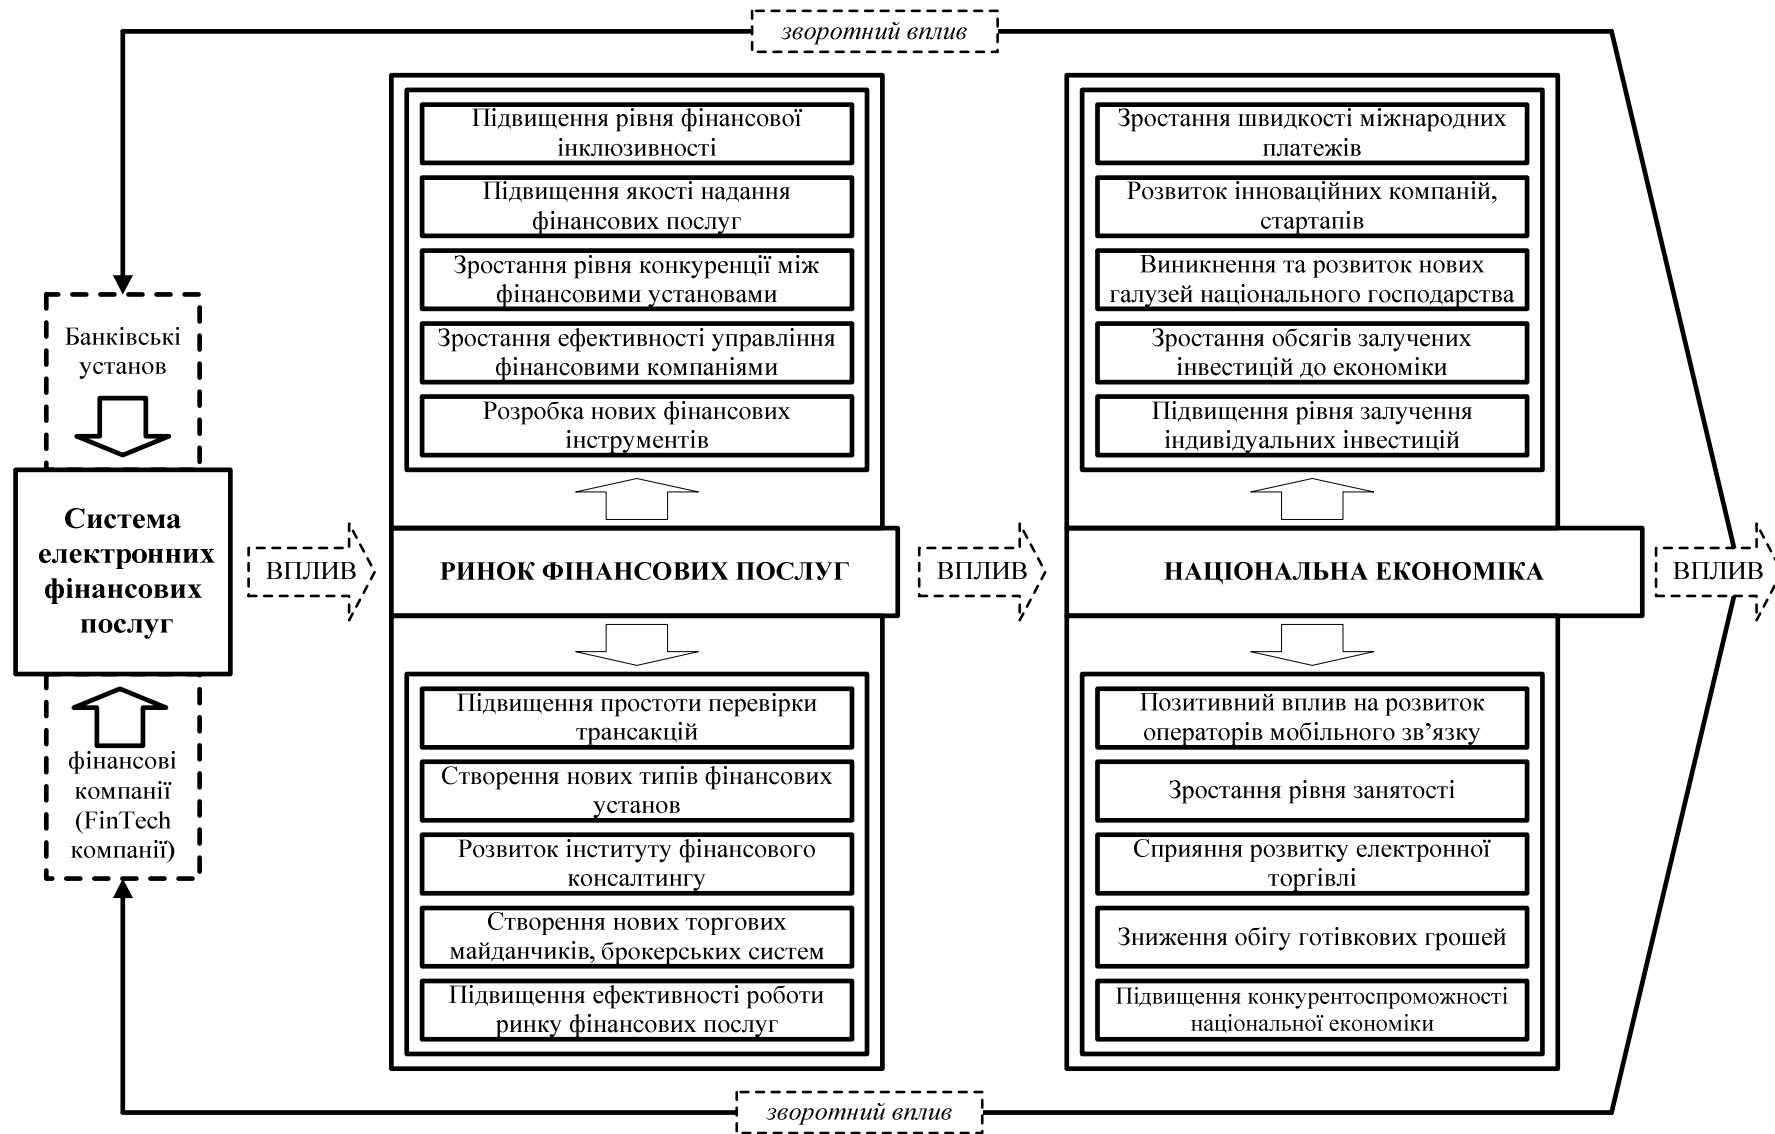 зворотний вплив
Банківські
установ
Система
електронних
фінансових
послуг
фінансові
компанії
(FinTech
компанії)
ВПЛИВ
Підвищення рівня фінансової
інклюзивності
Підвищення якості надання
фінансових послуг
Зростання рівня конкуренції між
фінансовими установами
Зростання ефективності управління
фінансовими компаніями
Розробка нових фінансових
інструментів
РИНОК ФІНАНСОВИХ ПОСЛУГ
Підвищення простоти перевірки
трансакцій
Створення нових типів фінансових
установ
Розвиток інституту фінансового
консалтингу
Створення нових торгових
майданчиків, брокерських систем
Підвищення ефективності роботи
ринку фінансових послуг
ВПЛИВ
Зростання швидкості міжнародних
платежів
Розвиток інноваційних компаній,
стартапів
Виникнення та розвиток нових
галузей національного господарства
Зростання обсягів залучених
інвестицій до економіки
Підвищення рівня залучення
індивідуальних інвестицій
НАЦІОНАЛЬНА ЕКОНОМІКА
Позитивний вплив на розвиток
операторів мобільного зв’язку
Зростання рівня занятості
Сприяння розвитку електронної
торгівлі
Зниження обігу готівкових грошей
Підвищення конкурентоспроможності
національної економіки
ВПЛИВ
зворотний вплив